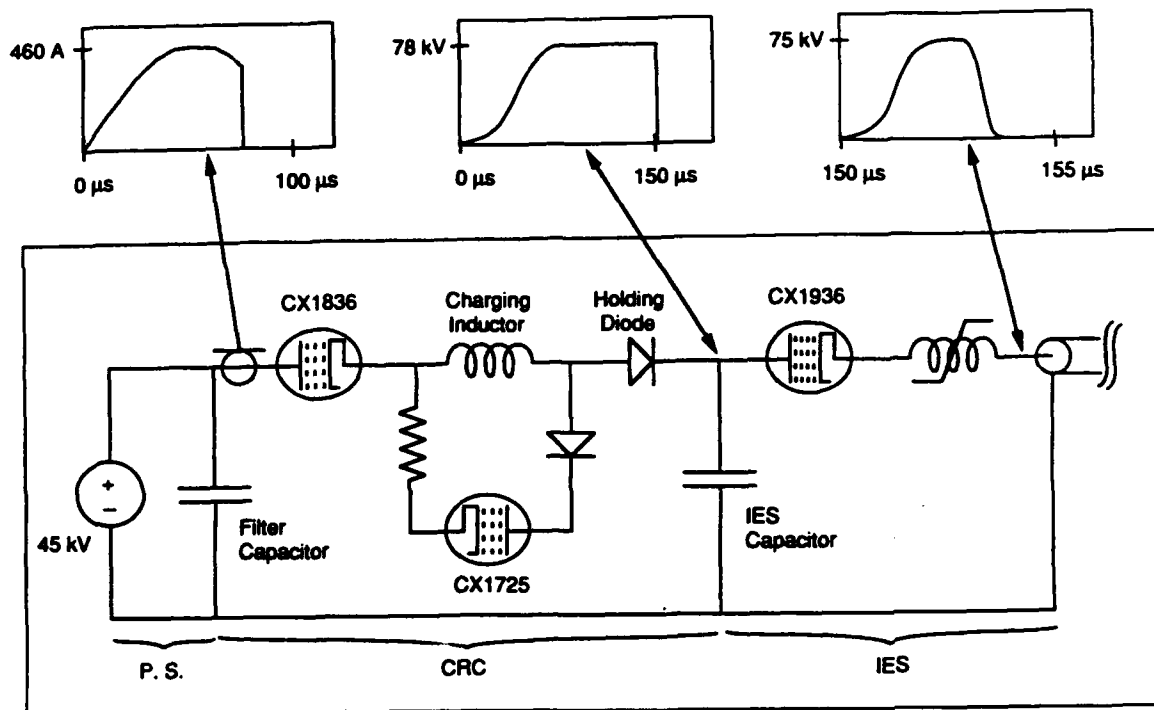 460 A
0 µs
100 µs
78 kV
0 µs
150 µs
75 kV
150 µs
155 µs
CX1836
Charging
Inductor
Holding
Diode
CX1936
+
–
45 kV
Filter
Capacitor
CX1725
IES
Capacitor
P. S.
CRC
IES